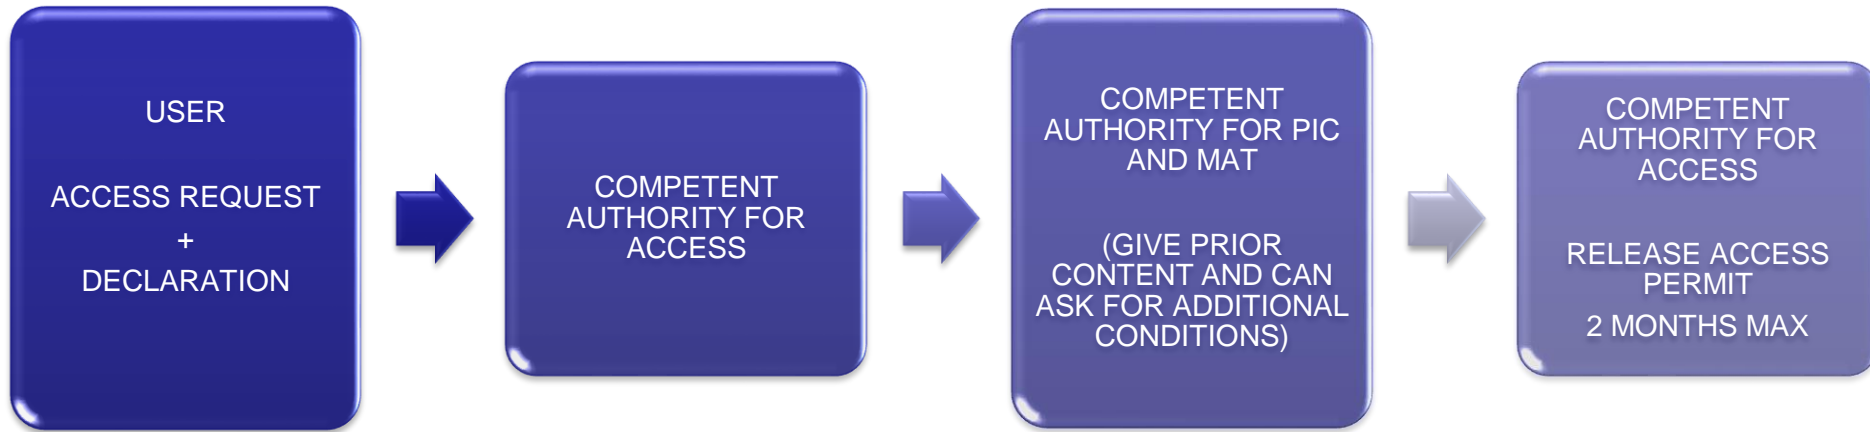 USER
ACCESS REQUEST
+
DECLARATION
COMPETENT
AUTHORITY FOR
ACCESS
COMPETENT
AUTHORITY FOR PIC
AND MAT
(GIVE PRIOR
CONTENT AND CAN
ASK FOR ADDITIONAL
CONDITIONS)
COMPETENT
AUTHORITY FOR
ACCESS
RELEASE ACCESS
PERMIT
2 MONTHS MAX